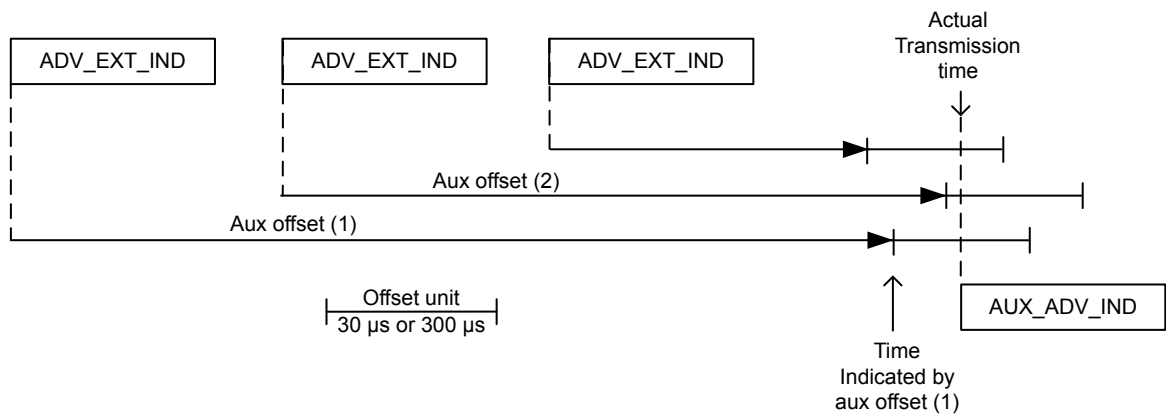 Actual
Transmission
time
ADV_EXT_IND
ADV_EXT_IND
ADV_EXT_IND
Aux offset (2)
Aux offset (1)
Offset unit
30 µs or 300 µs
AUX_ADV_IND
Time
Indicated by
aux offset (1)